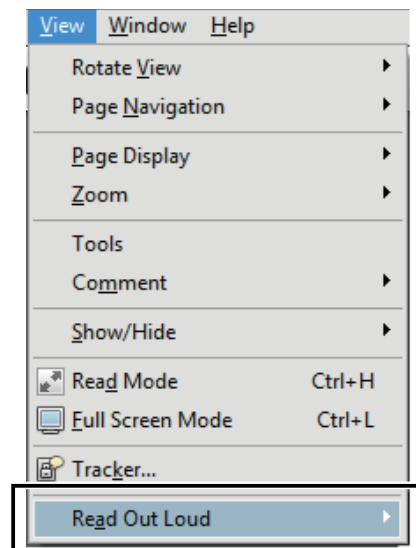 View Window Help
Rotate View
Page Navigation
Page Display
Zoom
Tools
Comment
Show/Hide
Read Mode Ctrl+H
Full Screen Mode Ctrl+L
Tracker...
Read Out Loud